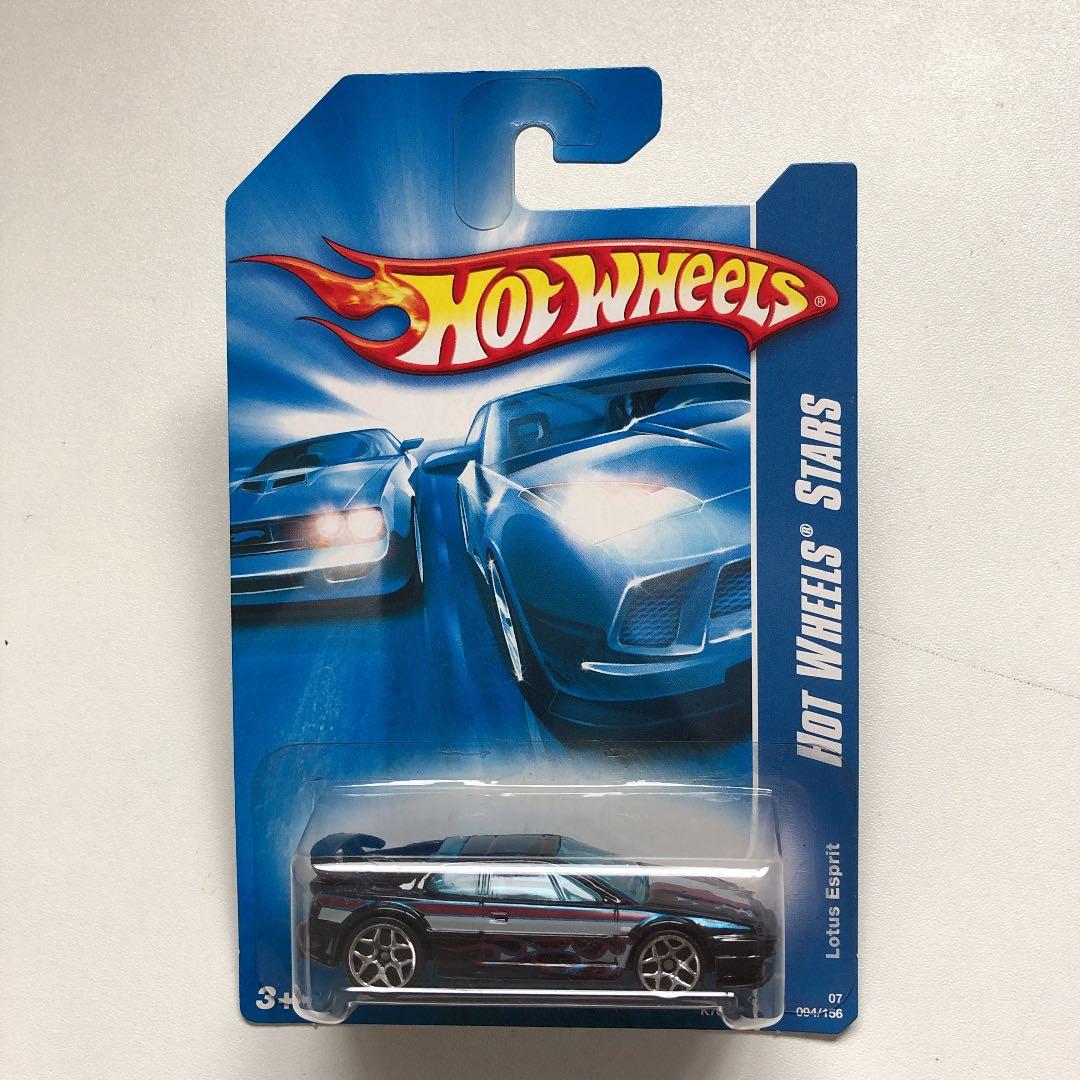 HOT WHEELS®
HOT WHEELS® STARS
Lotus Esprit
3+
07
094/156